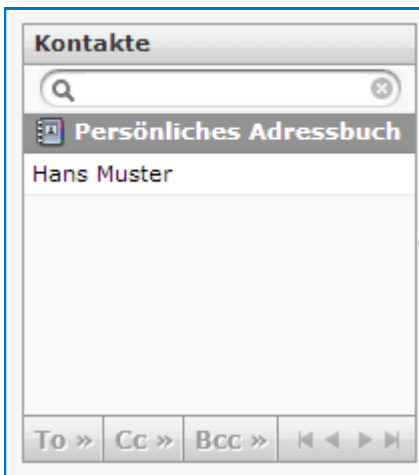 Kontakte
Persönliches Adressbuch
Hans Muster
To » Cc » Bcc »